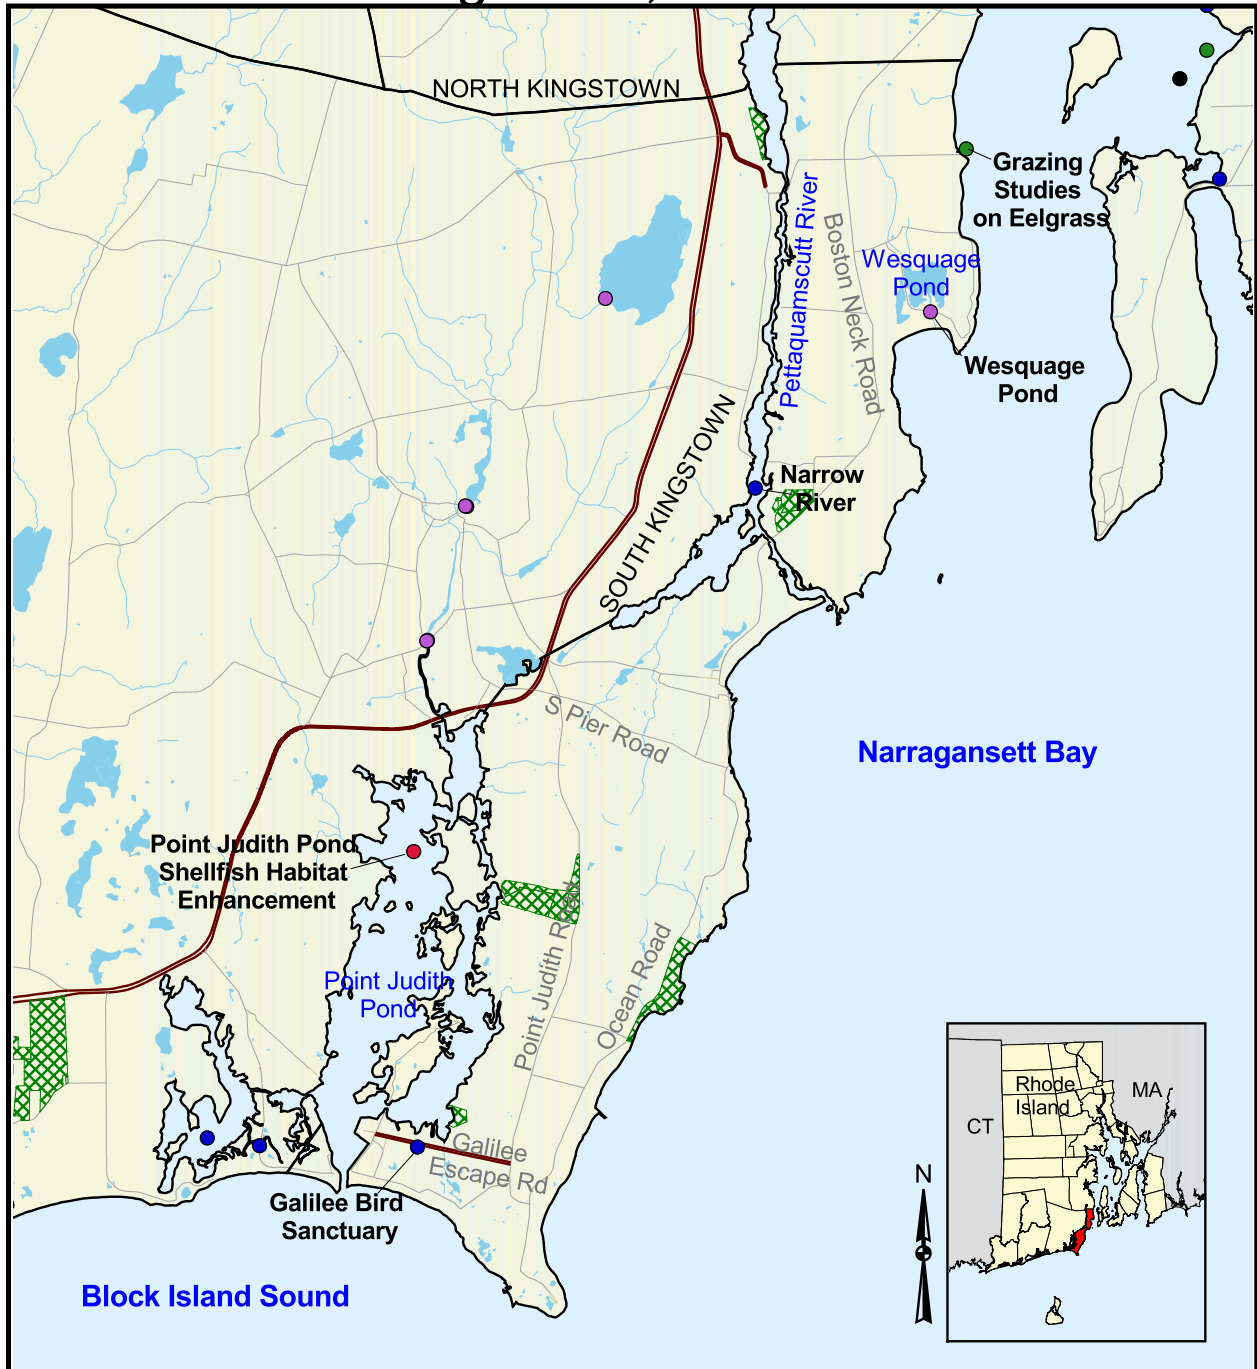 NORTH KINGSTOWN
Grazing
Studies
on Eelgrass
Pettaquamscutt River
Boston Neck Road
Wesquage
Pond
Wesquage
Pond
SOUTH KINGSTOWN
Narrow
River
S Pier Road
Narragansett Bay
Point Judith Pond
Shellfish Habitat
Enhancement
Point Judith Road
Ocean Road
Point Judith
Pond
Galilee
Escape Rd
Galilee Bird
Sanctuary
Block Island Sound
N
Rhode
Island
MA
CT